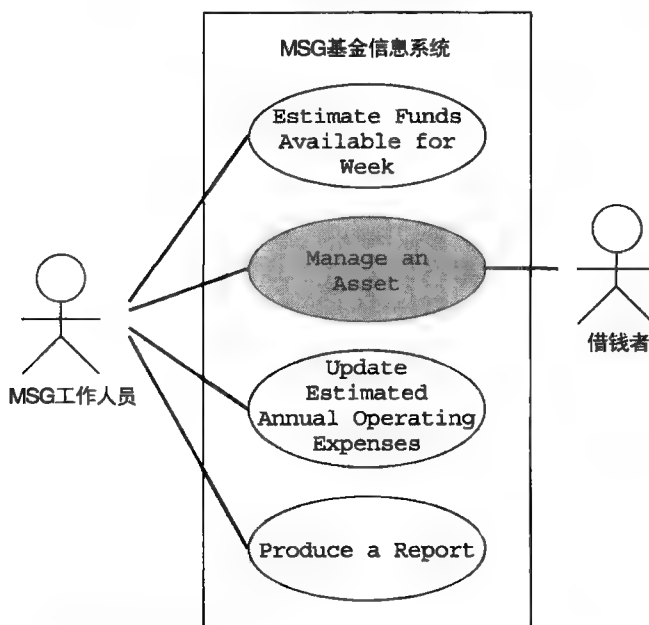 MSG基金信息系统
Estimate Funds
Available for
Week
Manage an
Asset
借钱者
MSG工作人员
Update
Estimated
Annual Operating
Expenses
Produce a Report